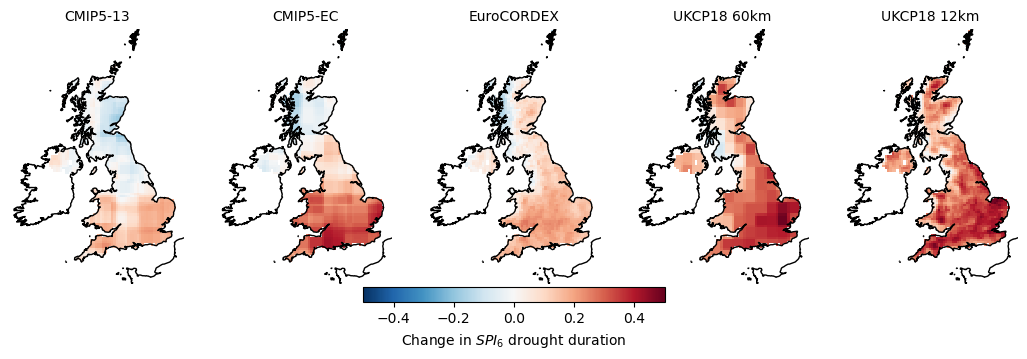 CMIP5-13 CMIP5-EC EuroCORDEX UKCP18 60km UKCP18 12km
−0.4 −0.2 0.0 0.2 0.4
Change in SPI₆ drought duration